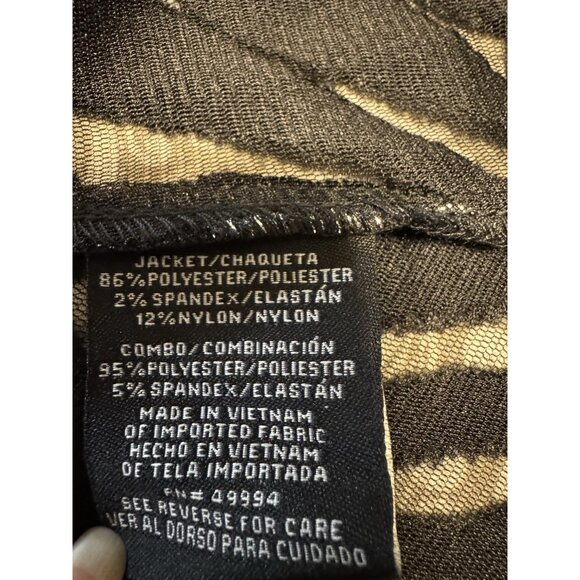 JACKET/CHAQUETA
86% POLYESTER/POLIESTER
2% SPANDEX/ELASTÁN
12% NYLON/NYLON
COMBO/COMBINACIÓN
95% POLYESTER/POLIESTER
5% SPANDEX/ELASTÁN
MADE IN VIETNAM
OF IMPORTED FABRIC
HECHO EN VIETNAM
DE TELA IMPORTADA
RN# 49994
SEE REVERSE FOR CARE
VER AL DORSO PARA CUIDADO